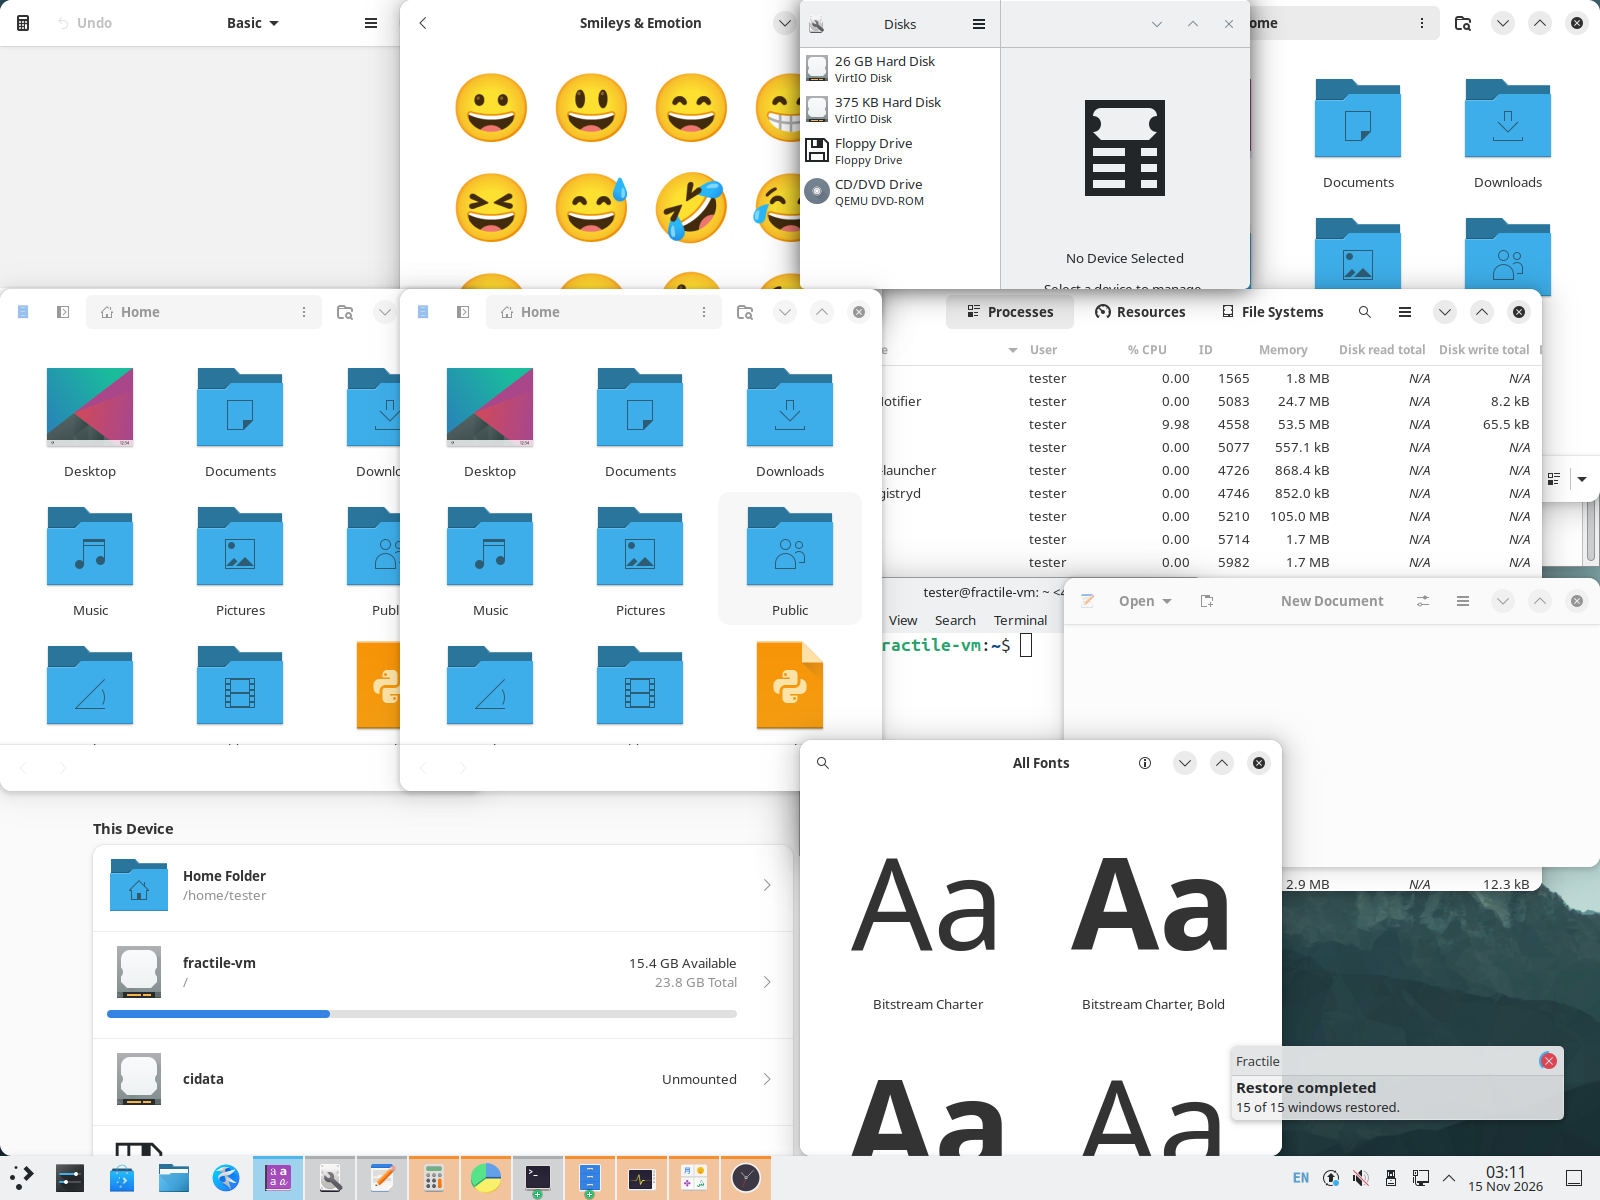 Undo
Basic
Smileys & Emotion
Disks
26 GB Hard Disk
VirtIO Disk
375 KB Hard Disk
VirtIO Disk
Floppy Drive
Floppy Drive
CD/DVD Drive
QEMU DVD-ROM
No Device Selected
Select a device to manage
ome
Documents
Downloads
Home
Desktop
Documents
Downlo
Music
Pictures
Publ
Home
Desktop
Documents
Downloads
Music
Pictures
Public
Processes
Resources
File Systems
e User % CPU ID Memory Disk read total Disk write total
tester 0.00 1565 1.8 MB N/A N/A
lotifier tester 0.00 5083 24.7 MB N/A 8.2 kB
tester 9.98 4558 53.5 MB N/A 65.5 kB
tester 0.00 5077 557.1 kB N/A N/A
-launcher tester 0.00 4726 868.4 kB N/A N/A
gistryd tester 0.00 4746 852.0 kB N/A N/A
tester 0.00 5210 105.0 MB N/A N/A
tester 0.00 5714 1.7 MB N/A N/A
tester 0.00 5982 1.7 MB N/A N/A
2.9 MB N/A 12.3 kB
tester@fractile-vm: ~ <4
View Search Terminal
ractile-vm:~$
Open
New Document
All Fonts
Aa
Aa
Bitstream Charter
Bitstream Charter, Bold
Aa
Aa
This Device
Home Folder
/home/tester
fractile-vm
/
15.4 GB Available
23.8 GB Total
cidata
Unmounted
Fractile
Restore completed
15 of 15 windows restored.
EN
03:11
15 Nov 2026